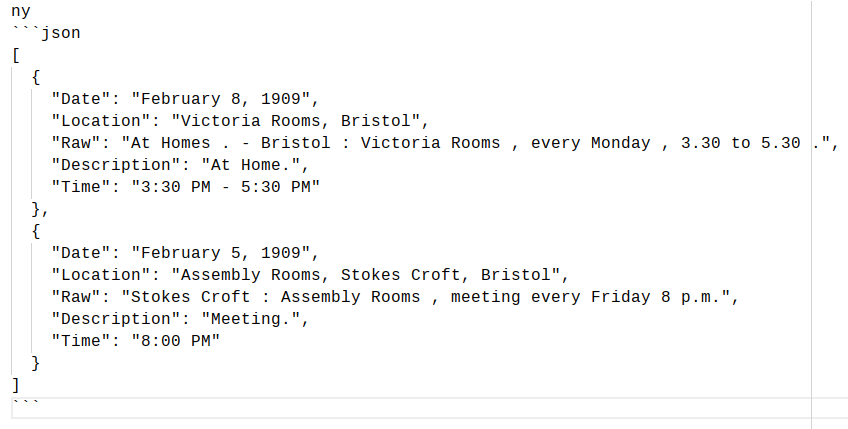 ny
```json
[
{
"Date": "February 8, 1909",
"Location": "Victoria Rooms, Bristol",
"Raw": "At Homes . - Bristol : Victoria Rooms , every Monday , 3.30 to 5.30 .",
"Description": "At Home.",
"Time": "3:30 PM - 5:30 PM"
},
{
"Date": "February 5, 1909",
"Location": "Assembly Rooms, Stokes Croft, Bristol",
"Raw": "Stokes Croft : Assembly Rooms , meeting every Friday 8 p.m.",
"Description": "Meeting.",
"Time": "8:00 PM"
}
]
```